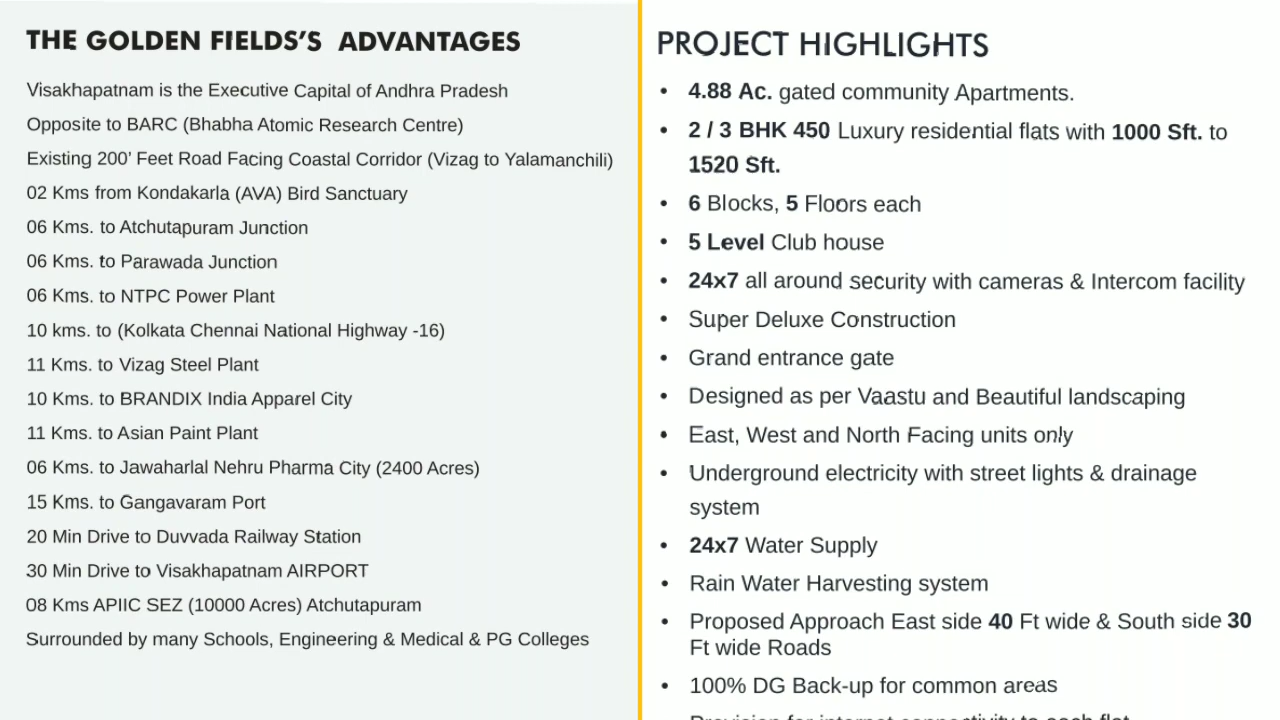 THE GOLDEN FIELDS'S ADVANTAGES
Visakhapatnam is the Executive Capital of Andhra Pradesh
Opposite to BARC (Bhabha Atomic Research Centre)
Existing 200' Feet Road Facing Coastal Corridor (Vizag to Yalamanchili)
02 Kms from Kondakarla (AVA) Bird Sanctuary
06 Kms. to Atchutapuram Junction
06 Kms. to Parawada Junction
06 Kms. to NTPC Power Plant
10 kms. to (Kolkata Chennai National Highway -16)
11 Kms. to Vizag Steel Plant
10 Kms. to BRANDIX India Apparel City
11 Kms. to Asian Paint Plant
06 Kms. to Jawaharlal Nehru Pharma City (2400 Acres)
15 Kms. to Gangavaram Port
20 Min Drive to Duvvada Railway Station
30 Min Drive to Visakhapatnam AIRPORT
08 Kms APIIC SEZ (10000 Acres) Atchutapuram
Surrounded by many Schools, Engineering & Medical & PG Colleges
PROJECT HIGHLIGHTS
• 4.88 Ac. gated community Apartments.
• 2 / 3 BHK 450 Luxury residential flats with 1000 Sft. to
1520 Sft.
• 6 Blocks, 5 Floors each
• 5 Level Club house
• 24x7 all around security with cameras & Intercom facility
• Super Deluxe Construction
• Grand entrance gate
• Designed as per Vaastu and Beautiful landscaping
• East, West and North Facing units only
• Underground electricity with street lights & drainage
system
• 24x7 Water Supply
• Rain Water Harvesting system
• Proposed Approach East side 40 Ft wide & South side 30
Ft wide Roads
• 100% DG Back-up for common areas
Provision for internet connectivity to each flat